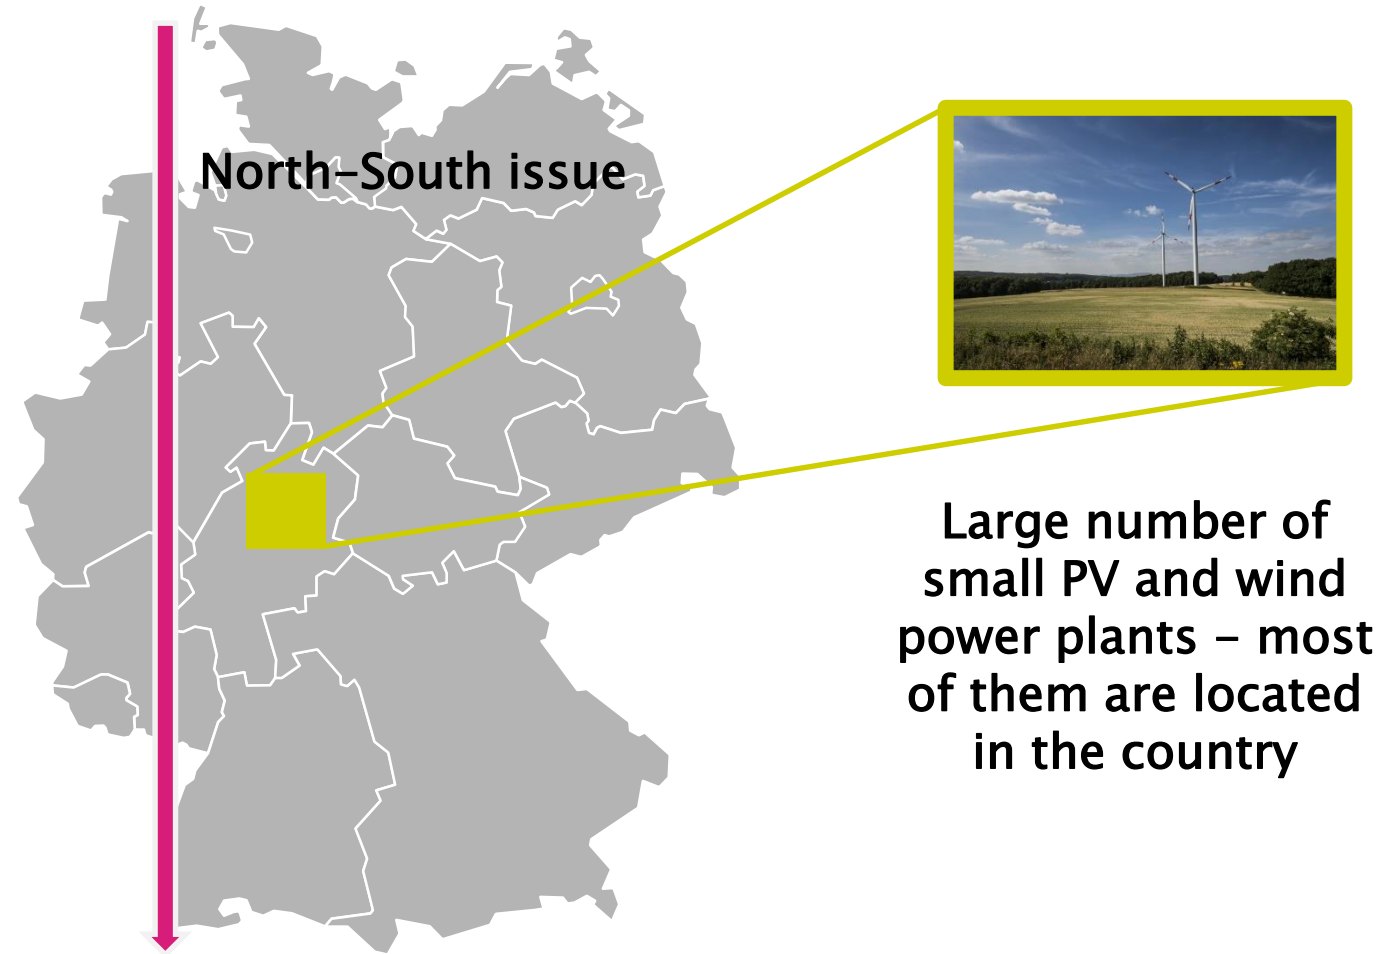 North-South issue
Large number of
small PV and wind
power plants - most
of them are located
in the country